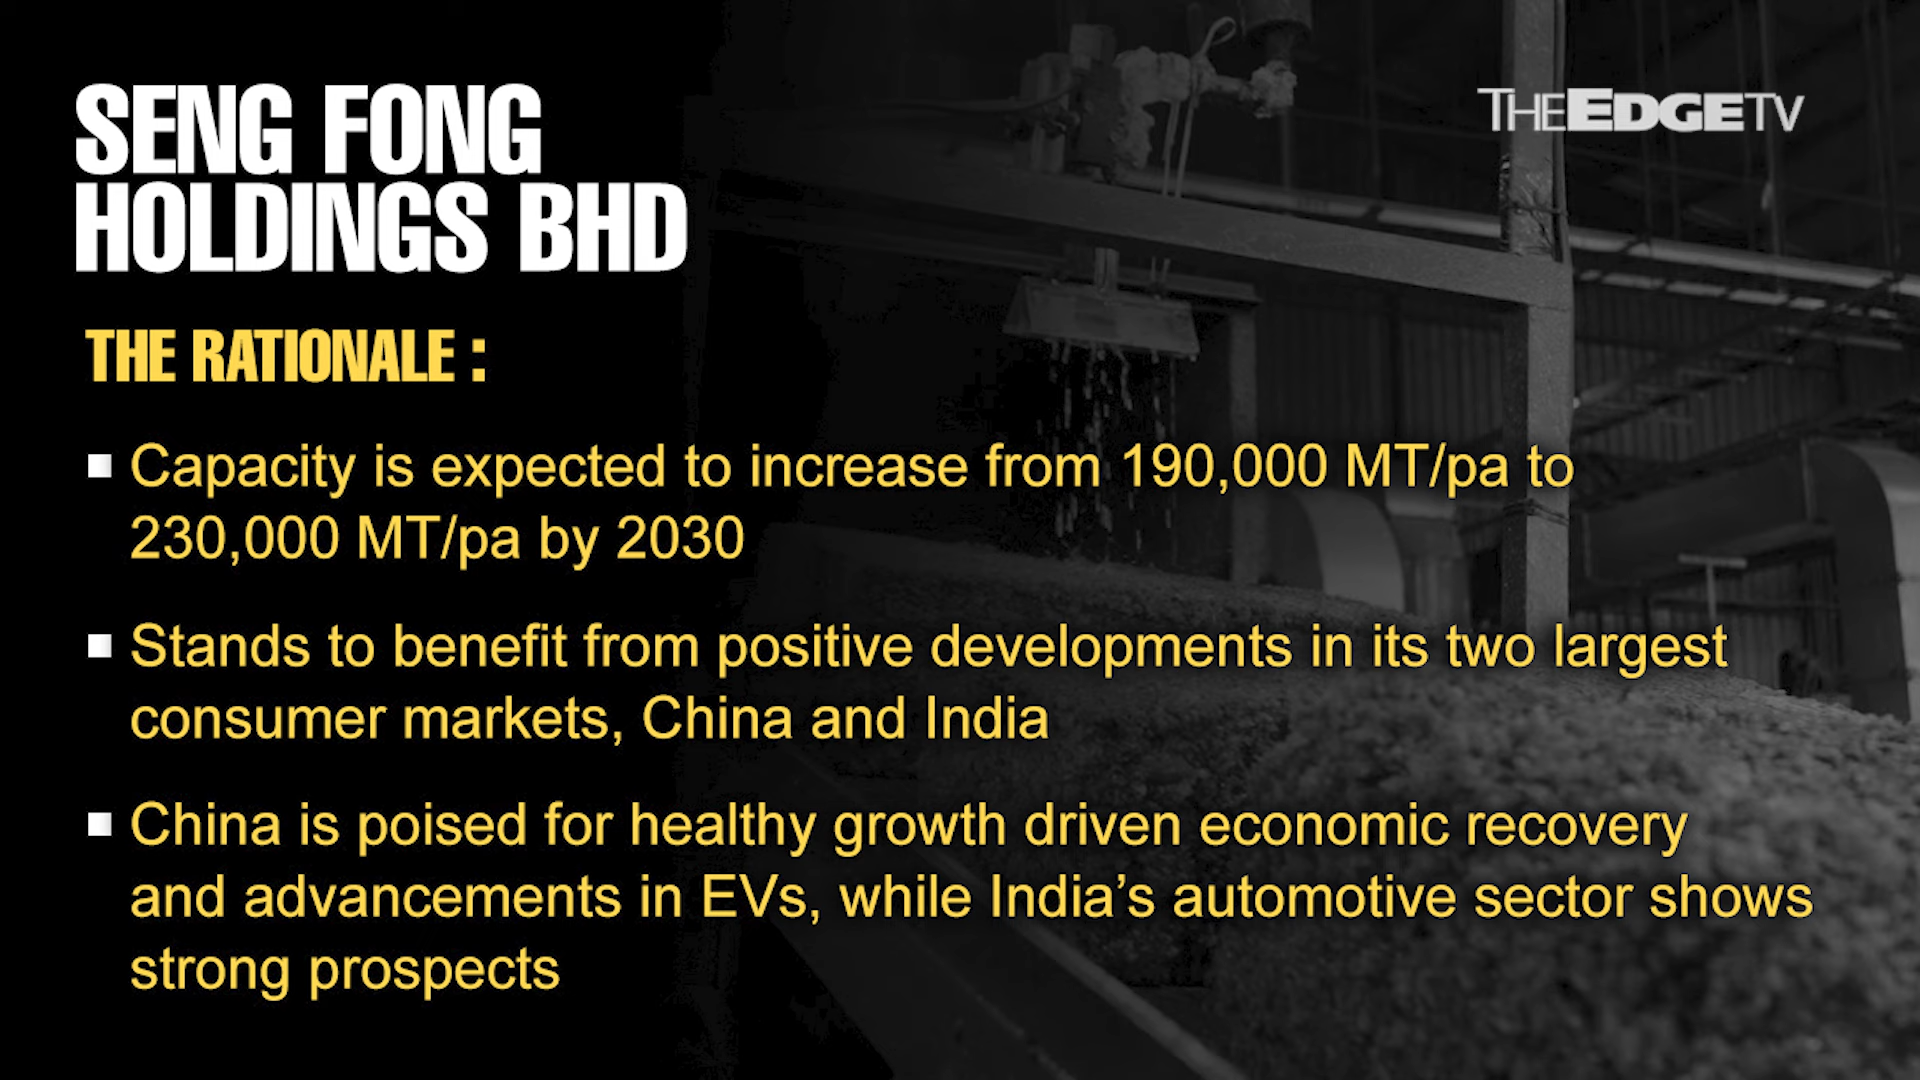 SENG FONG
HOLDINGS BHD
THEEDGETV
THE RATIONALE :
Capacity is expected to increase from 190,000 MT/pa to
230,000 MT/pa by 2030
Stands to benefit from positive developments in its two largest
consumer markets, China and India
China is poised for healthy growth driven economic recovery
and advancements in EVs, while India’s automotive sector shows
strong prospects